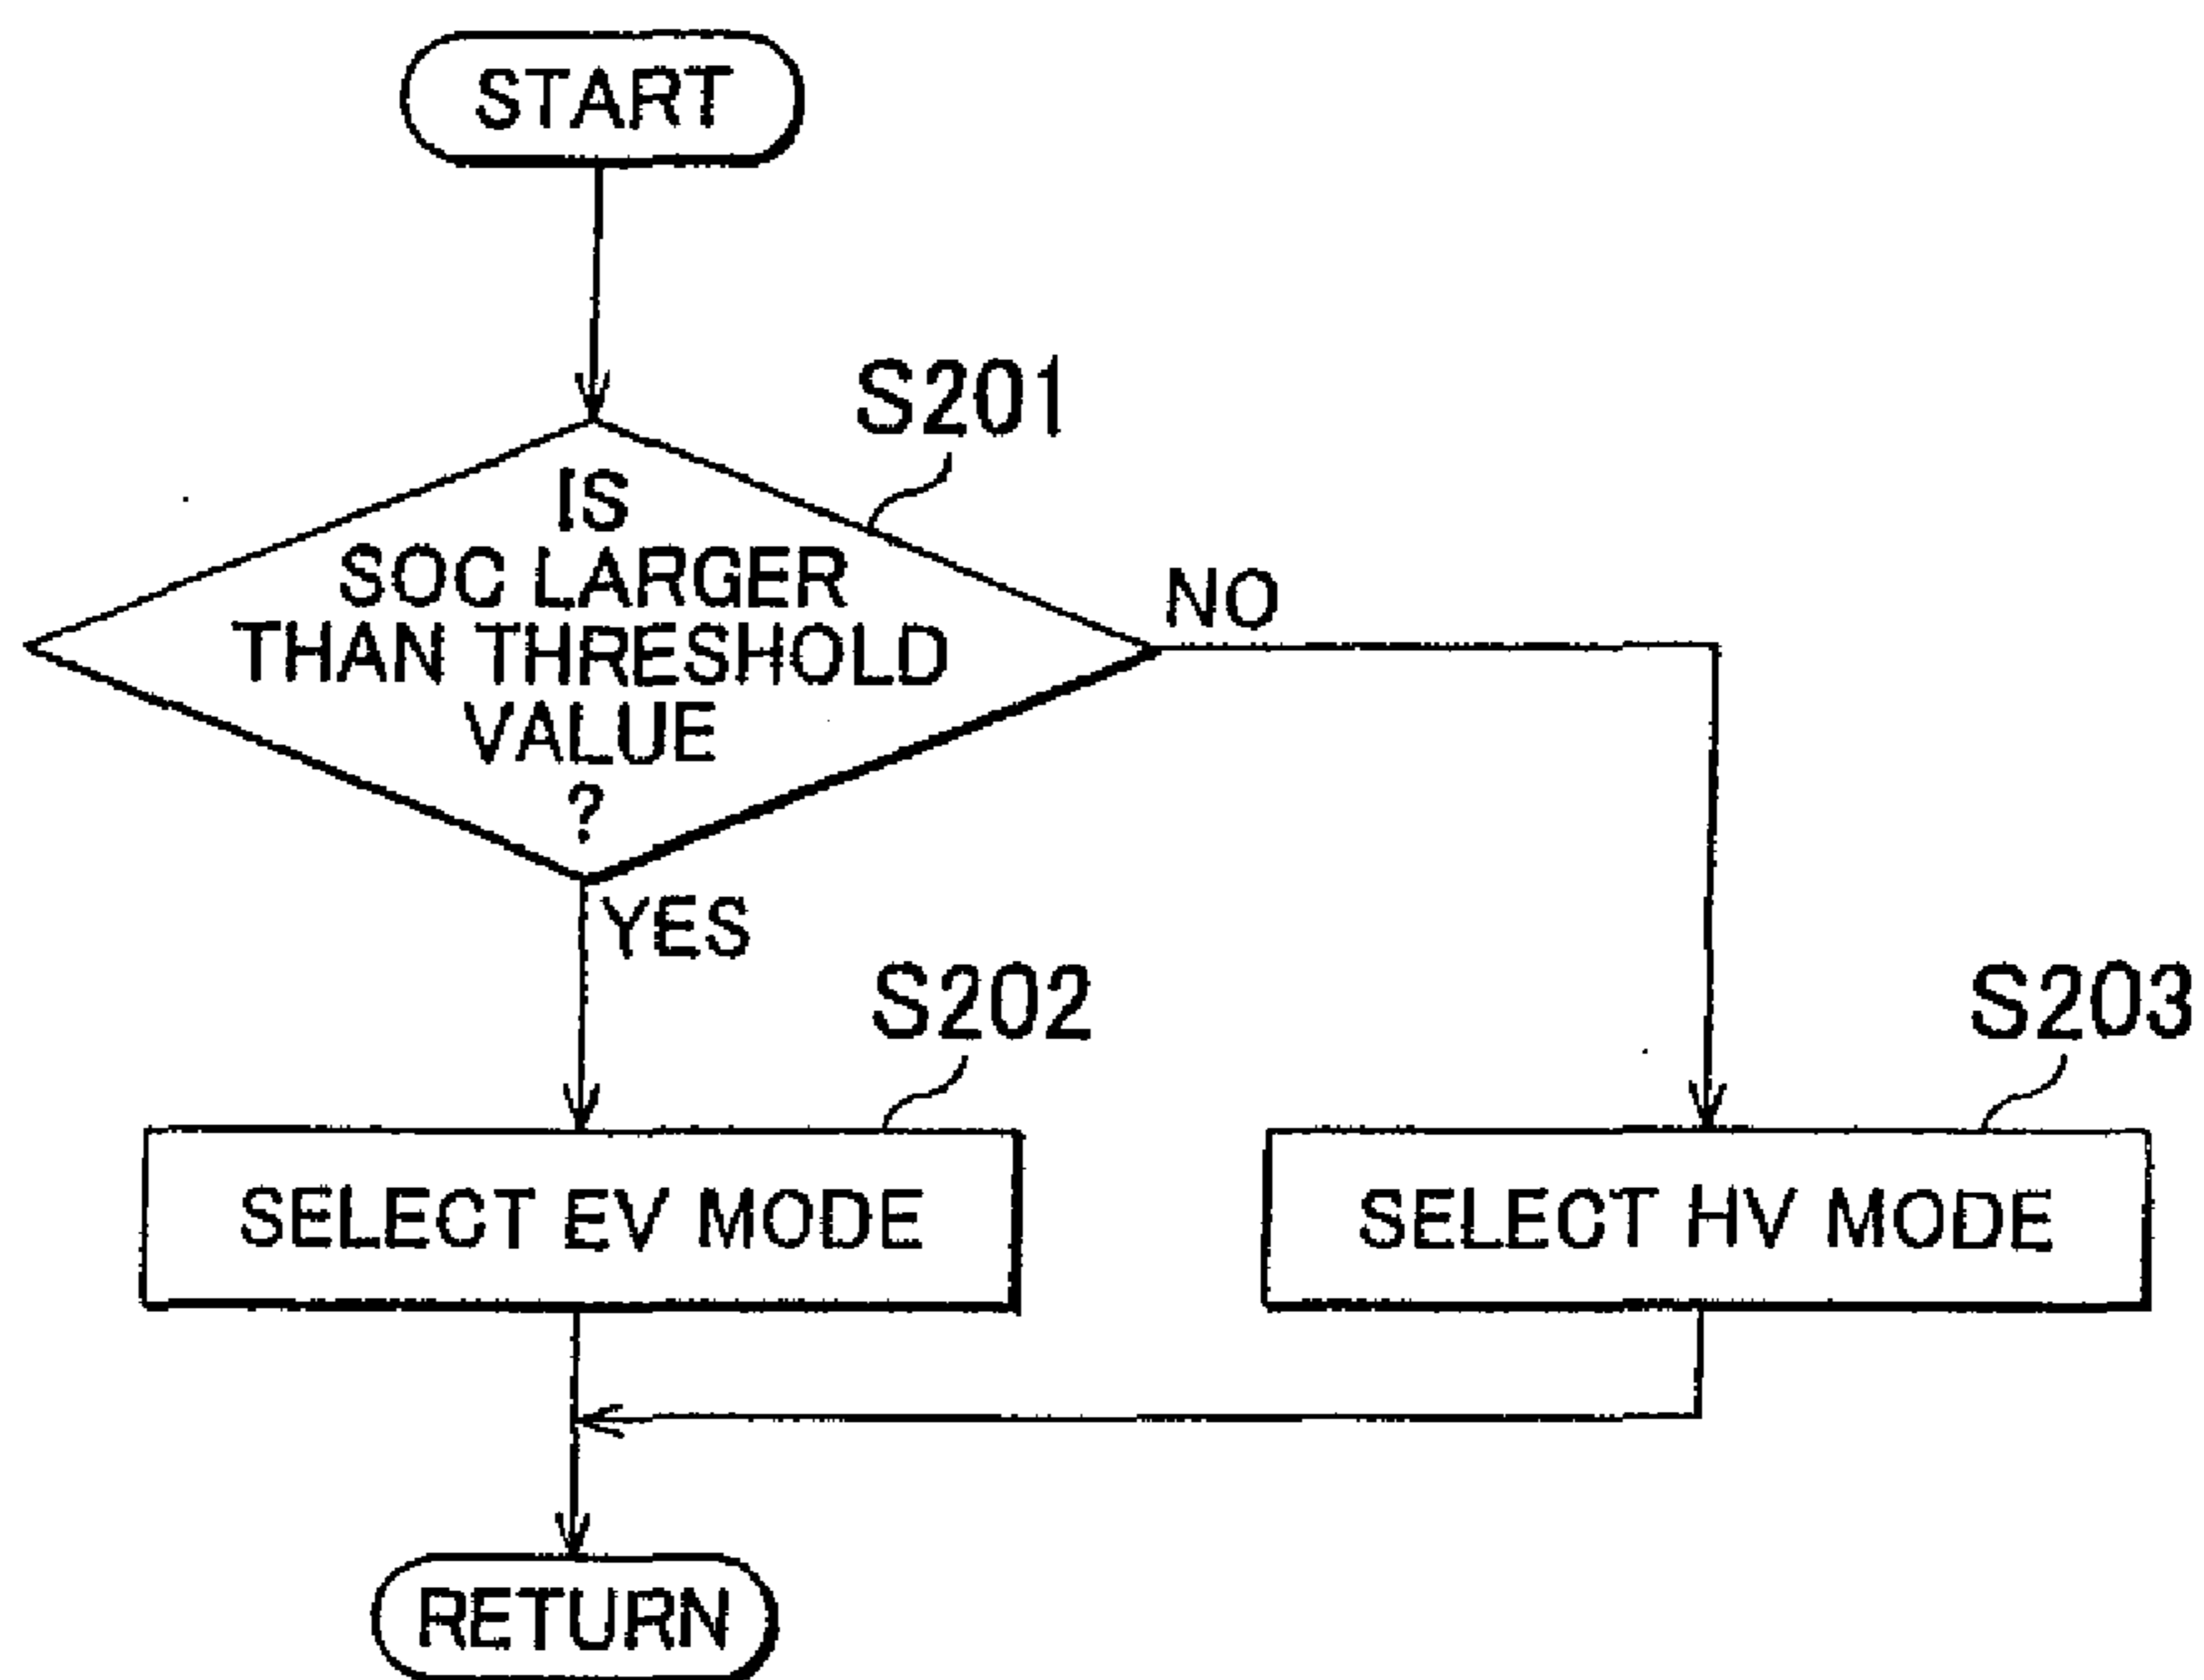 START
S201
IS
SOC LARGER
THAN THRESHOLD
VALUE
?
NO
YES
S202
S203
SELECT EV MODE
SELECT HV MODE
RETURN